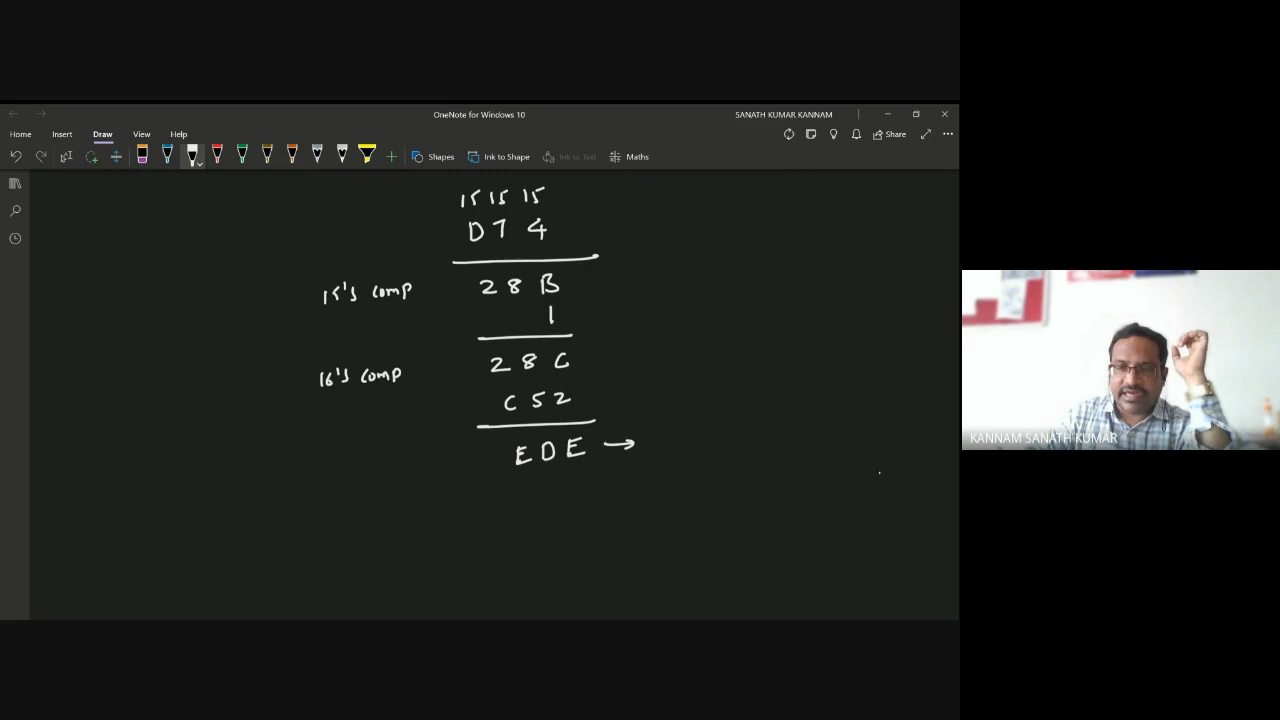 OneNote for Windows 10
SANATH KUMAR KANNAM
Home Insert Draw View Help
Share
Shapes Ink to Shape Ink to Text Maths
15 15 15
D 7 4
15's comp 2 8 B
1
16's comp 2 8 C
C 5 2
E D E →
KANNAM SANATH KUMAR